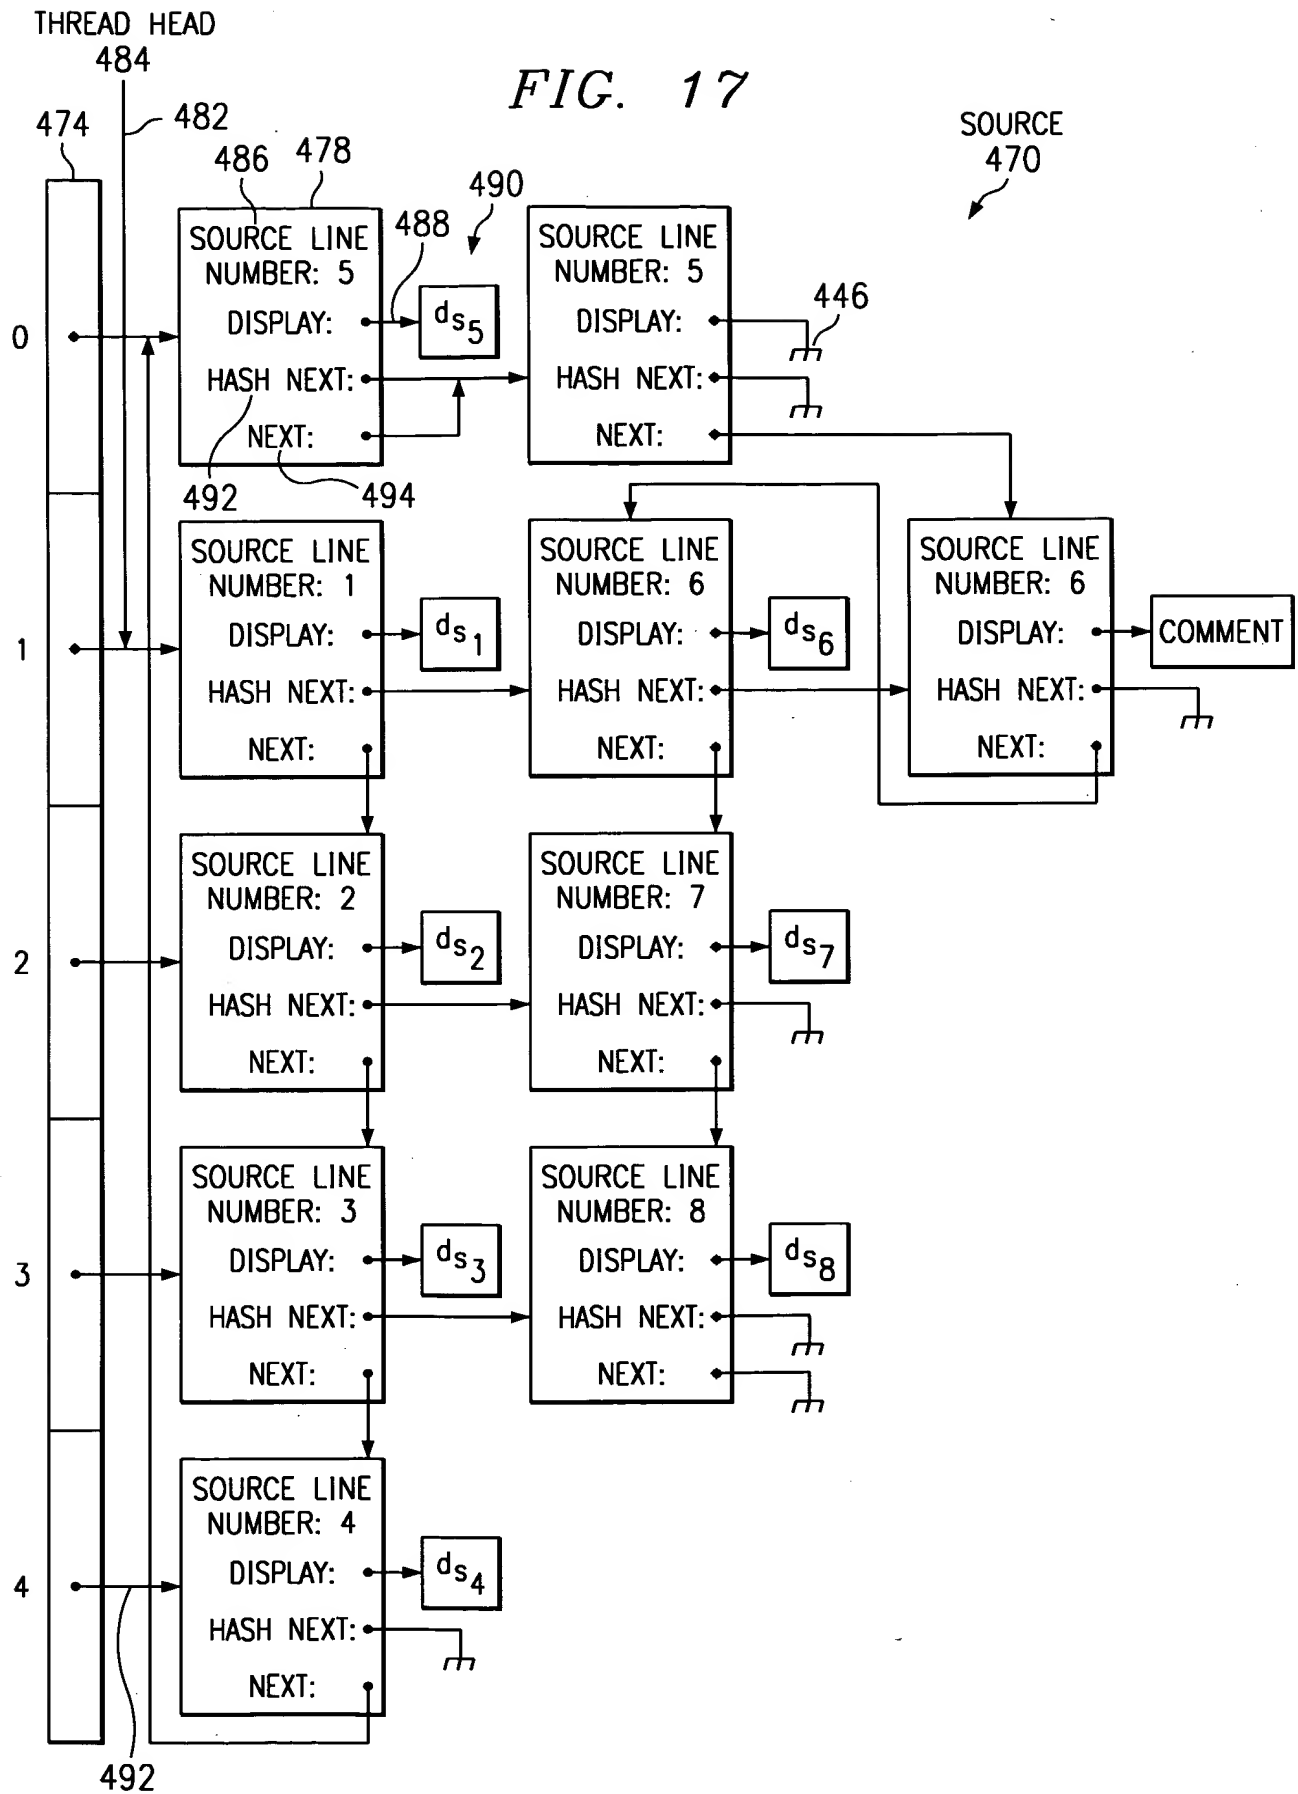 THREAD HEAD
484
FIG. 17
474
482
486
478
490
488
SOURCE
470
0
SOURCE LINE
NUMBER: 5
DISPLAY:
HASH NEXT:
NEXT:
ds5
492
494
SOURCE LINE
NUMBER: 5
DISPLAY:
HASH NEXT:
NEXT:
446
1
SOURCE LINE
NUMBER: 1
DISPLAY:
HASH NEXT:
NEXT:
ds1
SOURCE LINE
NUMBER: 6
DISPLAY:
HASH NEXT:
NEXT:
ds6
SOURCE LINE
NUMBER: 6
DISPLAY:
HASH NEXT:
NEXT:
COMMENT
2
SOURCE LINE
NUMBER: 2
DISPLAY:
HASH NEXT:
NEXT:
ds2
SOURCE LINE
NUMBER: 7
DISPLAY:
HASH NEXT:
NEXT:
ds7
3
SOURCE LINE
NUMBER: 3
DISPLAY:
HASH NEXT:
NEXT:
ds3
SOURCE LINE
NUMBER: 8
DISPLAY:
HASH NEXT:
NEXT:
ds8
4
SOURCE LINE
NUMBER: 4
DISPLAY:
HASH NEXT:
NEXT:
ds4
492